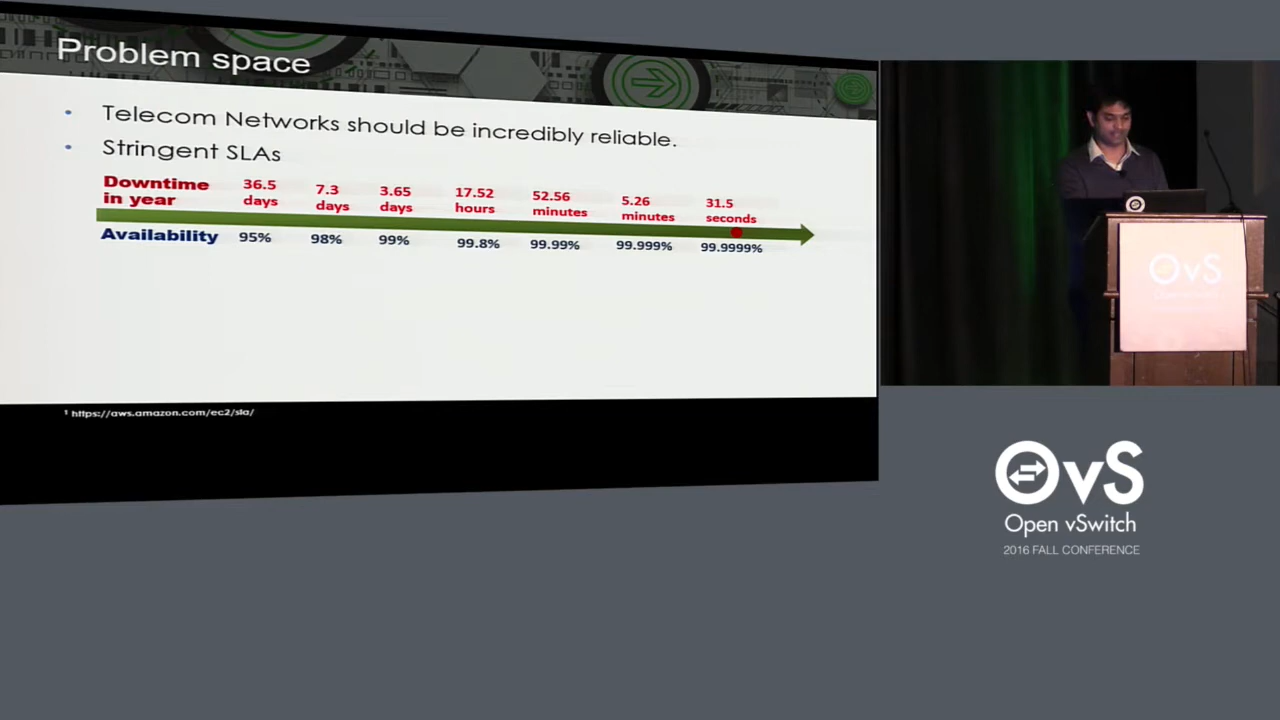 Problem space
• Telecom Networks should be incredibly reliable.
• Stringent SLAs
Downtime in year 36.5 days 7.3 days 3.65 days 17.52 hours 52.56 minutes 5.26 minutes 31.5 seconds
Availability 95% 98% 99% 99.8% 99.99% 99.999% 99.9999%
¹ https://aws.amazon.com/ec2/sla/
OvS
OvS
Open vSwitch
2016 FALL CONFERENCE